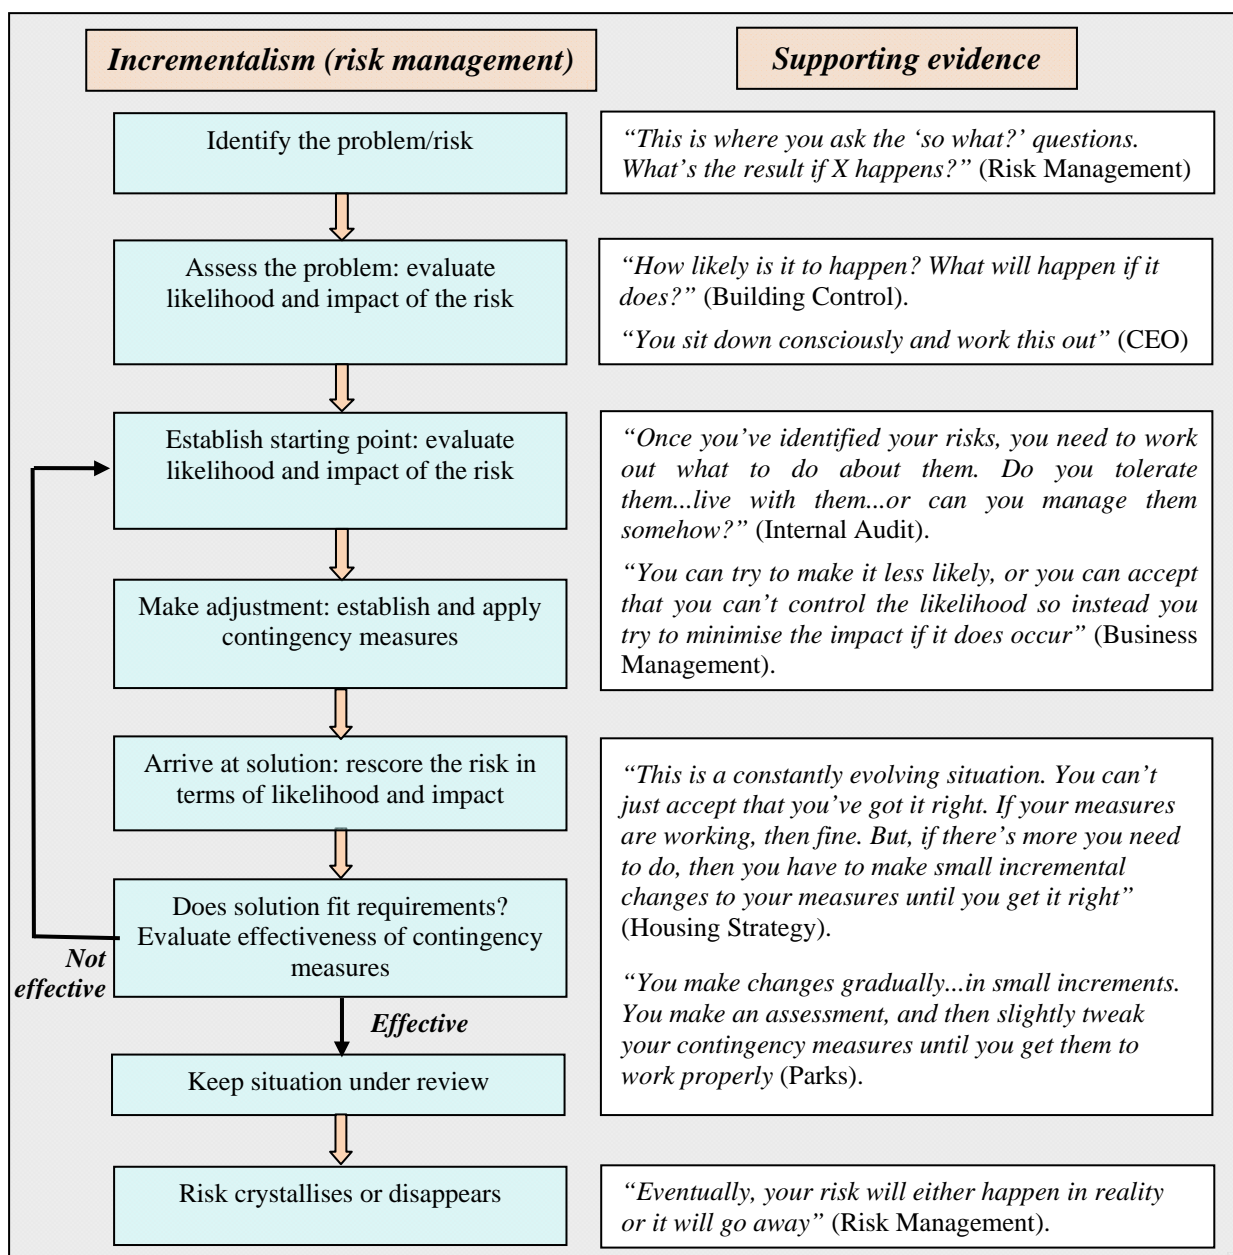 Incrementalism (risk management)
Supporting evidence
Identify the problem/risk
“This is where you ask the ‘so what?’ questions.
What’s the result if X happens?” (Risk Management)
Assess the problem: evaluate
likelihood and impact of the risk
“How likely is it to happen? What will happen if it
does?” (Building Control).
“You sit down consciously and work this out” (CEO)
Establish starting point: evaluate
likelihood and impact of the risk
“Once you’ve identified your risks, you need to work
out what to do about them. Do you tolerate
them...live with them...or can you manage them
somehow?” (Internal Audit).
“You can try to make it less likely, or you can accept
that you can’t control the likelihood so instead you
try to minimise the impact if it does occur” (Business
Management).
Make adjustment: establish and apply
contingency measures
Arrive at solution: rescore the risk in
terms of likelihood and impact
“This is a constantly evolving situation. You can’t
just accept that you’ve got it right. If your measures
are working, then fine. But, if there’s more you need
to do, then you have to make small incremental
changes to your measures until you get it right”
(Housing Strategy).
“You make changes gradually...in small increments.
You make an assessment, and then slightly tweak
your contingency measures until you get them to
work properly (Parks).
Does solution fit requirements?
Evaluate effectiveness of contingency
measures
Not
effective
Effective
Keep situation under review
Risk crystallises or disappears
“Eventually, your risk will either happen in reality
or it will go away” (Risk Management).